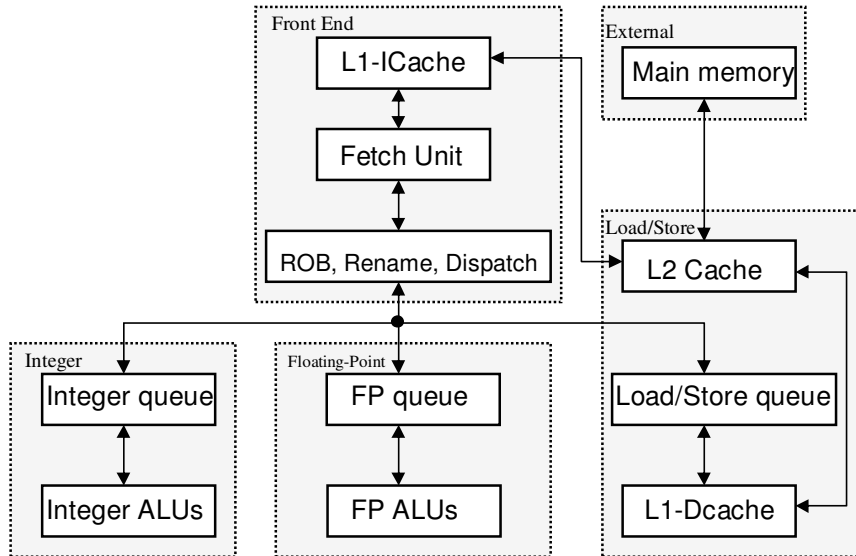 Front End
L1-ICache
Fetch Unit
ROB, Rename, Dispatch
External
Main memory
Load/Store
L2 Cache
Integer
Integer queue
Integer ALUs
Floating-Point
FP queue
FP ALUs
Load/Store queue
L1-Dcache